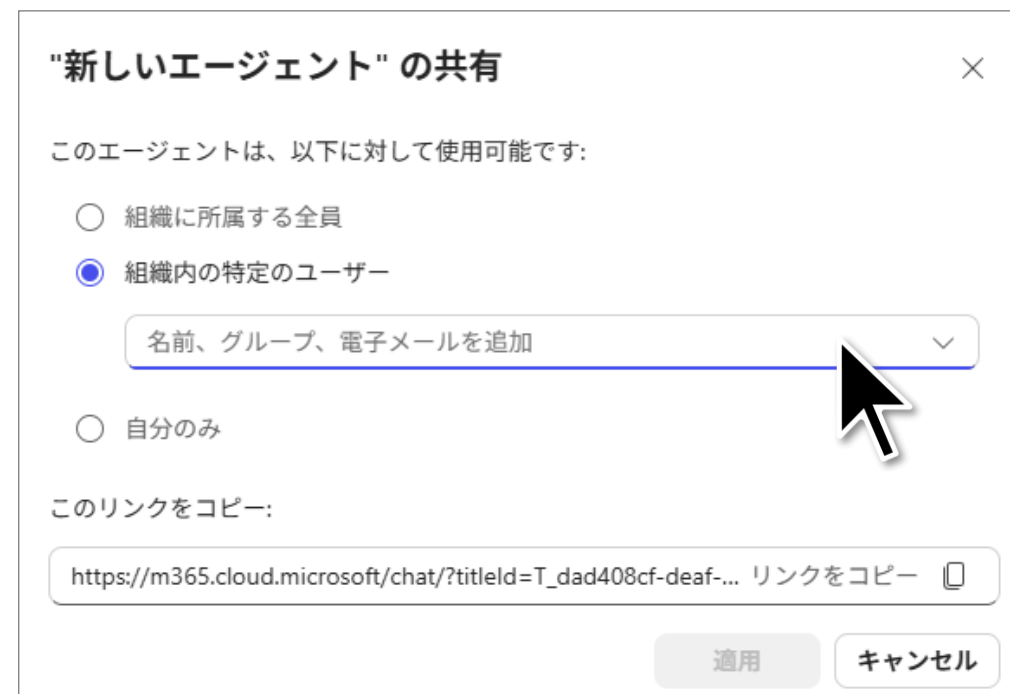 "新しいエージェント" の共有
このエージェントは、以下に対して使用可能です:
組織に所属する全員
組織内の特定のユーザー
名前、グループ、電子メールを追加
自分のみ
このリンクをコピー:
https://m365.cloud.microsoft/chat/?titleId=T_dad408cf-deaf-... リンクをコピー
適用 キャンセル